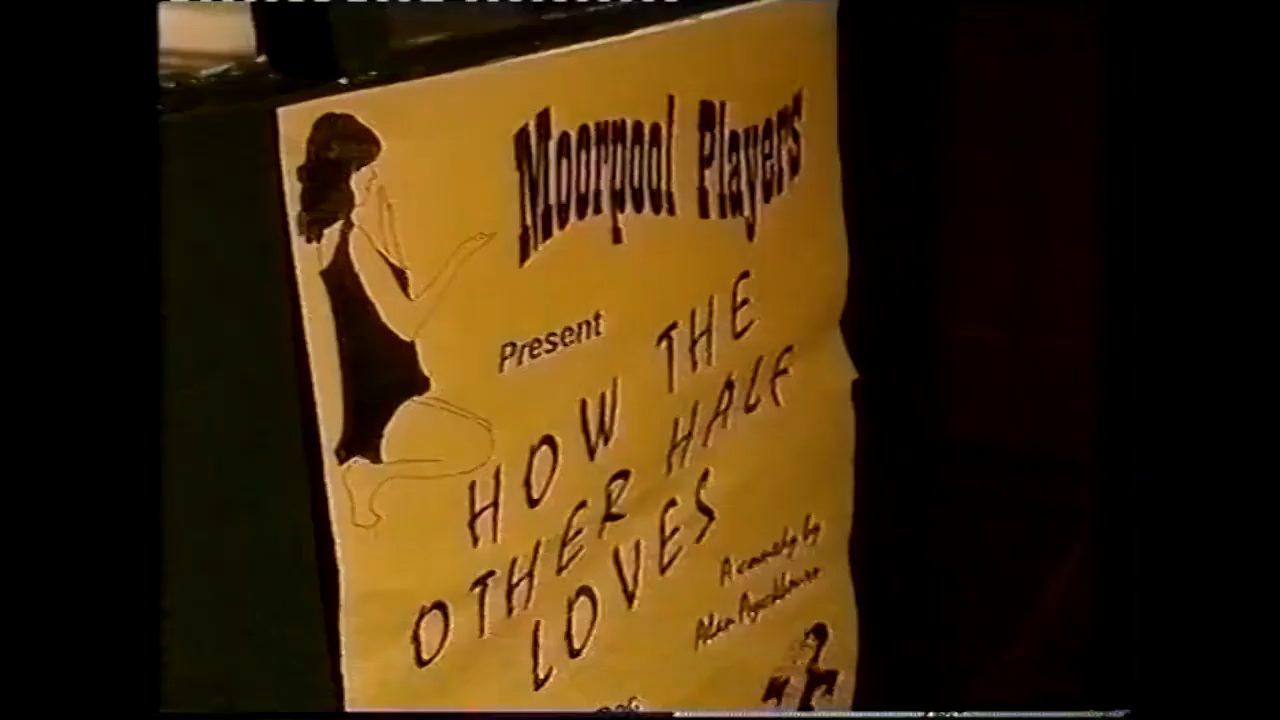 Moorpool Players
Present
HOW THE
OTHER HALF
LOVES
A comedy by
Alan Ayckbourn